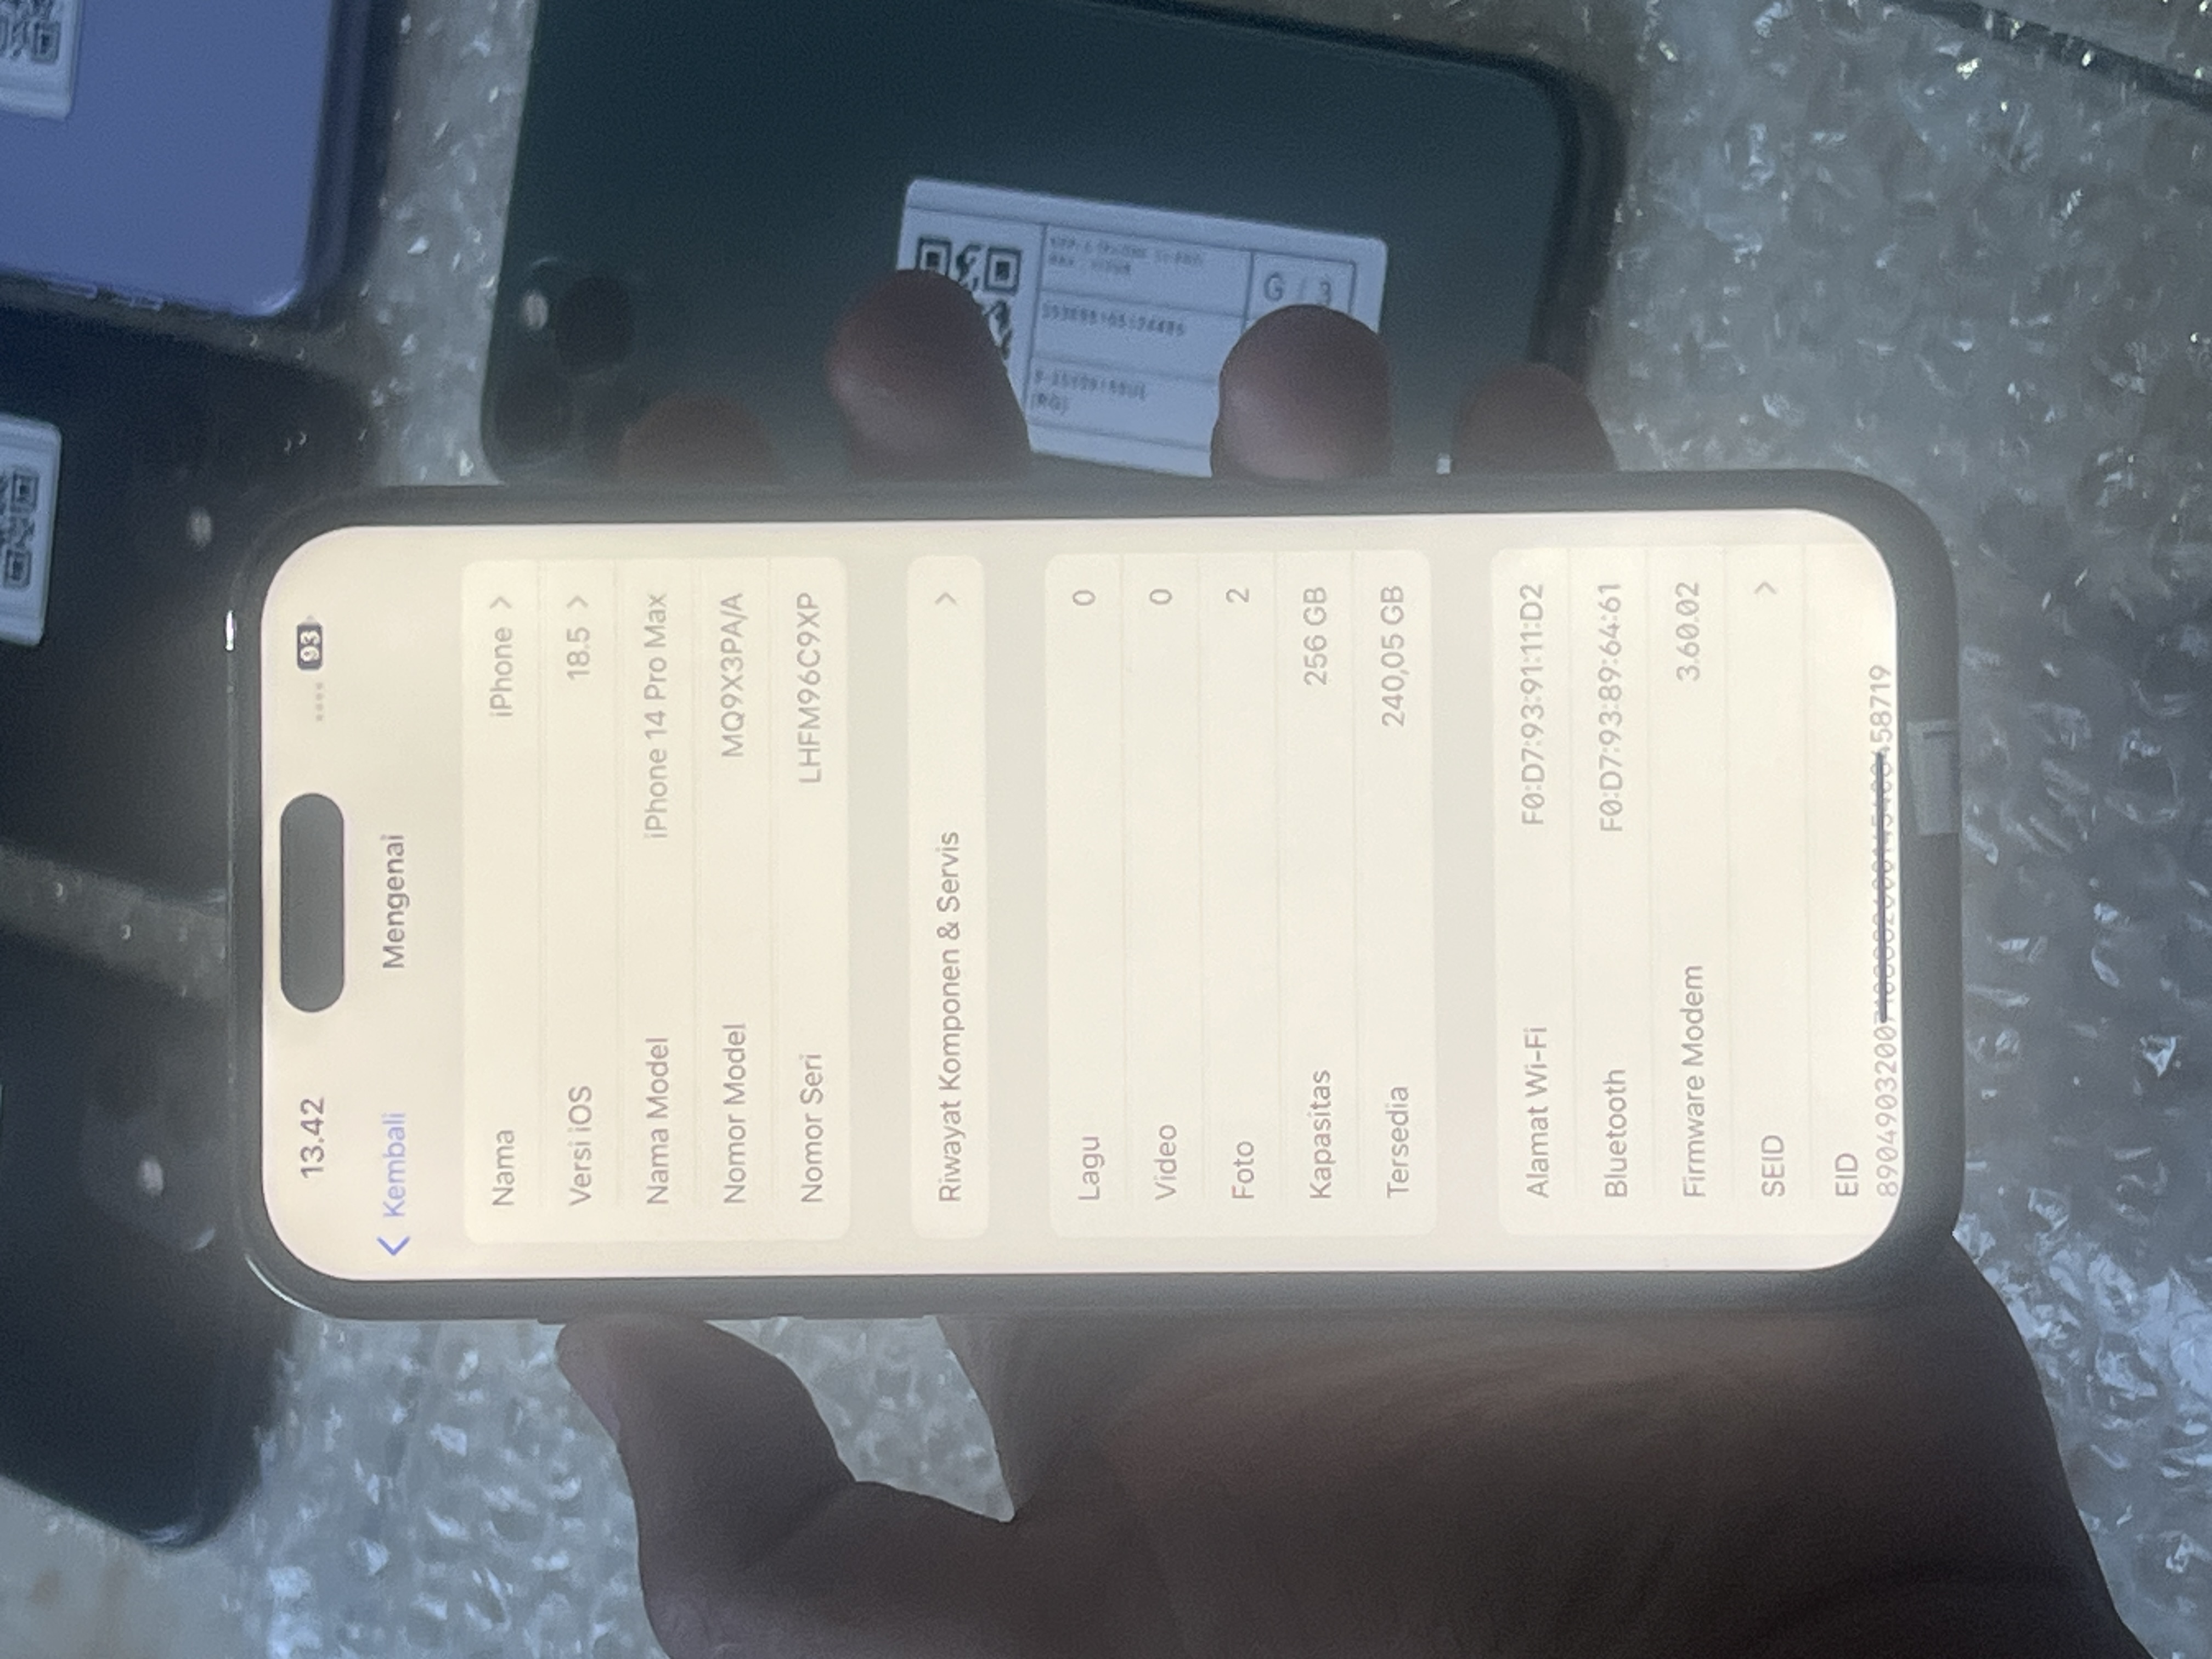 13.42
93
Kembali
Mengenai
Nama iPhone
Versi iOS 18.5
Nama Model iPhone 14 Pro Max
Nomor Model MQ9X3PA/A
Nomor Seri LHFM96C9XP
Riwayat Komponen & Servis
Lagu 0
Video 0
Foto 2
Kapasitas 256 GB
Tersedia 240,05 GB
Alamat Wi-Fi F0:D7:93:91:11:D2
Bluetooth F0:D7:93:89:64:61
Firmware Modem 3.60.02
SEID
EID
G / 3